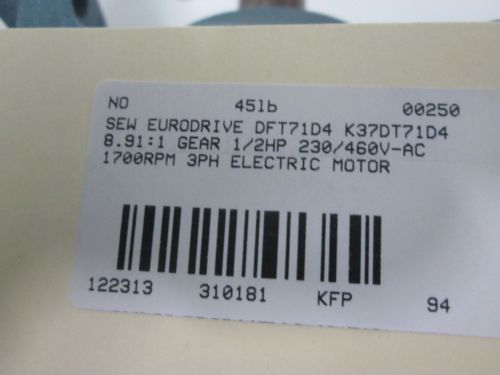 NO 45lb 00250
SEW EURODRIVE DFT71D4 K37DT71D4
8.91:1 GEAR 1/2HP 230/460V-AC
1700RPM 3PH ELECTRIC MOTOR
122313 310181 KFP 94